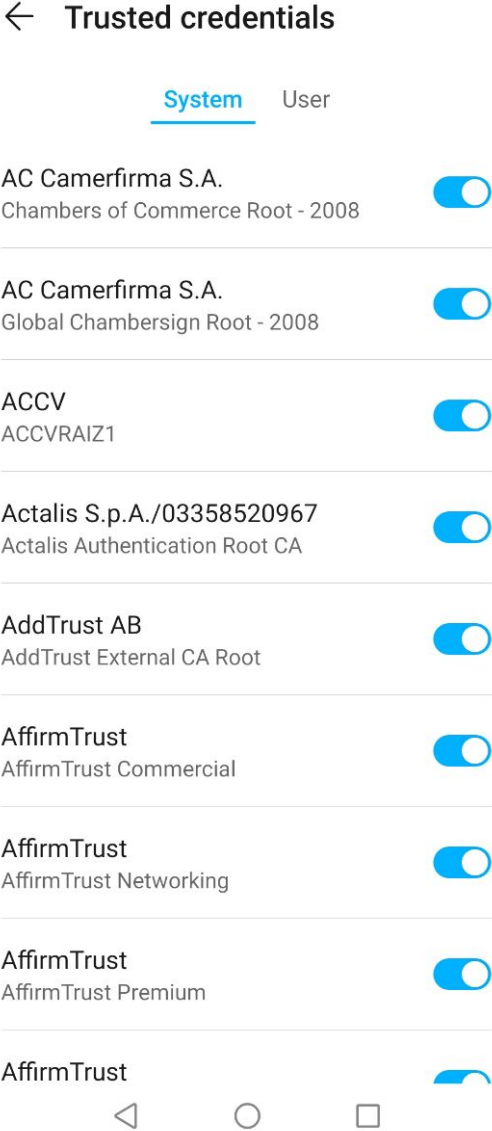 Trusted credentials
System User
AC Camerfirma S.A.
Chambers of Commerce Root - 2008
AC Camerfirma S.A.
Global Chambersign Root - 2008
ACCV
ACCVRAIZ1
Actalis S.p.A./03358520967
Actalis Authentication Root CA
AddTrust AB
AddTrust External CA Root
AffirmTrust
AffirmTrust Commercial
AffirmTrust
AffirmTrust Networking
AffirmTrust
AffirmTrust Premium
AffirmTrust